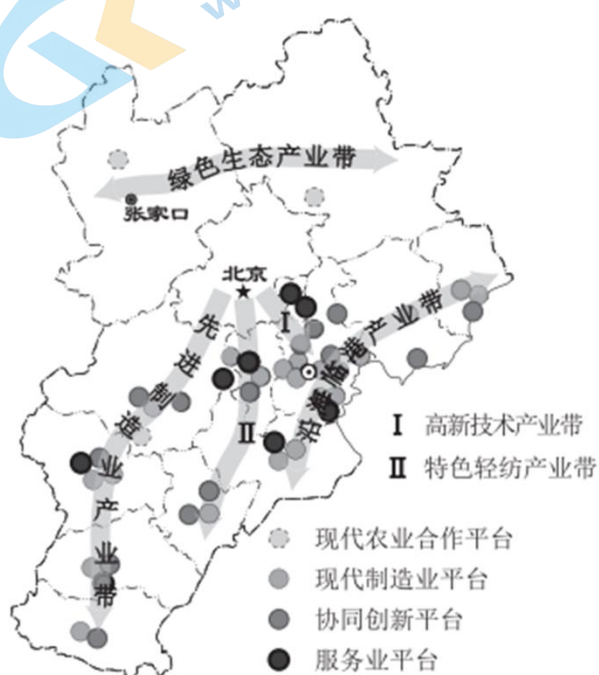 绿色生态产业带
张家口
北京
先进制造业产业带
I
沿海临港产业带
II
I 高新技术产业带
II 特色轻纺产业带
现代农业合作平台
现代制造业平台
协同创新平台
服务业平台